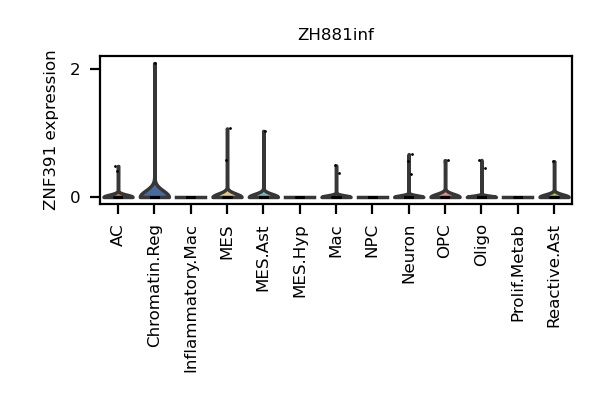 ZH881inf
ZNF391 expression
2
0
AC
Chromatin.Reg
Inflammatory.Mac
MES
MES.Ast
MES.Hyp
Mac
NPC
Neuron
OPC
Oligo
Prolif.Metab
Reactive.Ast